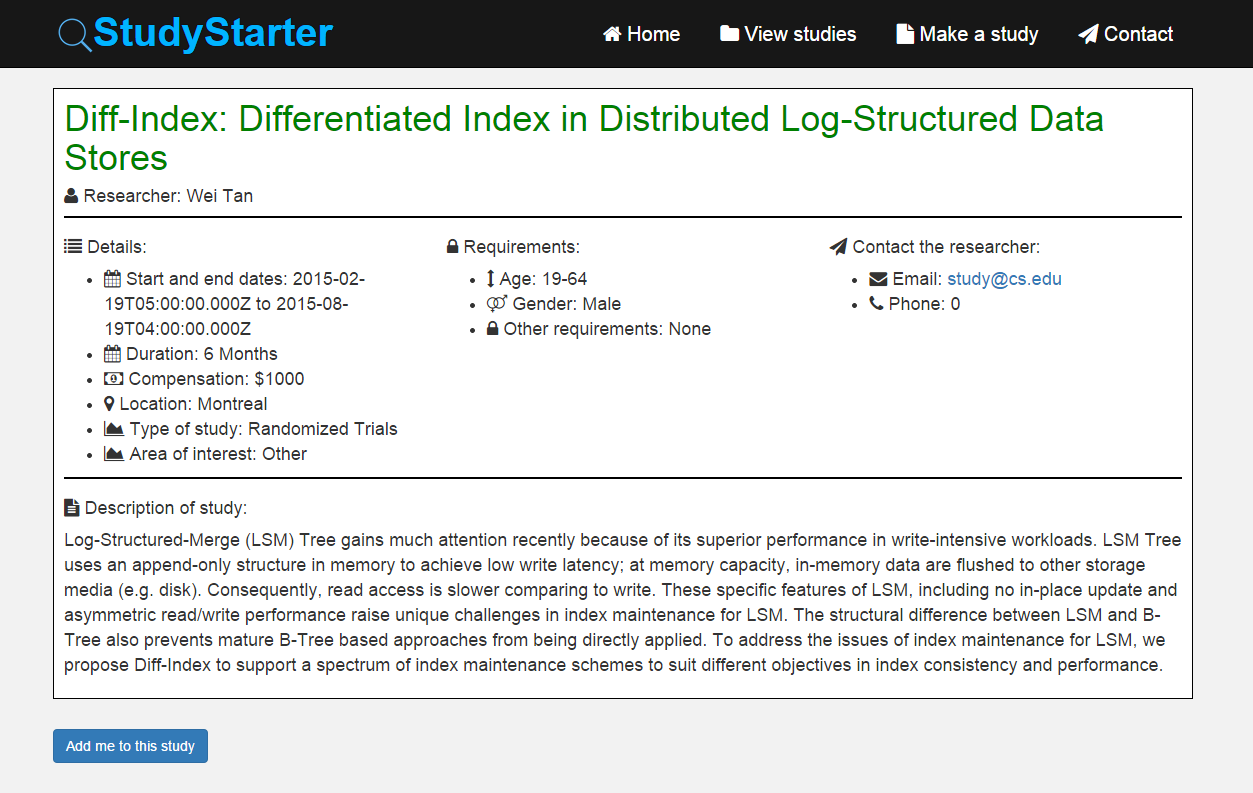 StudyStarter
Home View studies Make a study Contact
Diff-Index: Differentiated Index in Distributed Log-Structured Data
Stores
Researcher: Wei Tan
Details:
Start and end dates: 2015-02-
19T05:00:00.000Z to 2015-08-
19T04:00:00.000Z
Duration: 6 Months
Compensation: $1000
Location: Montreal
Type of study: Randomized Trials
Area of interest: Other
Requirements:
Age: 19-64
Gender: Male
Other requirements: None
Contact the researcher:
Email: study@cs.edu
Phone: 0
Description of study:
Log-Structured-Merge (LSM) Tree gains much attention recently because of its superior performance in write-intensive workloads. LSM Tree
uses an append-only structure in memory to achieve low write latency; at memory capacity, in-memory data are flushed to other storage
media (e.g. disk). Consequently, read access is slower comparing to write. These specific features of LSM, including no in-place update and
asymmetric read/write performance raise unique challenges in index maintenance for LSM. The structural difference between LSM and B-
Tree also prevents mature B-Tree based approaches from being directly applied. To address the issues of index maintenance for LSM, we
propose Diff-Index to support a spectrum of index maintenance schemes to suit different objectives in index consistency and performance.
Add me to this study